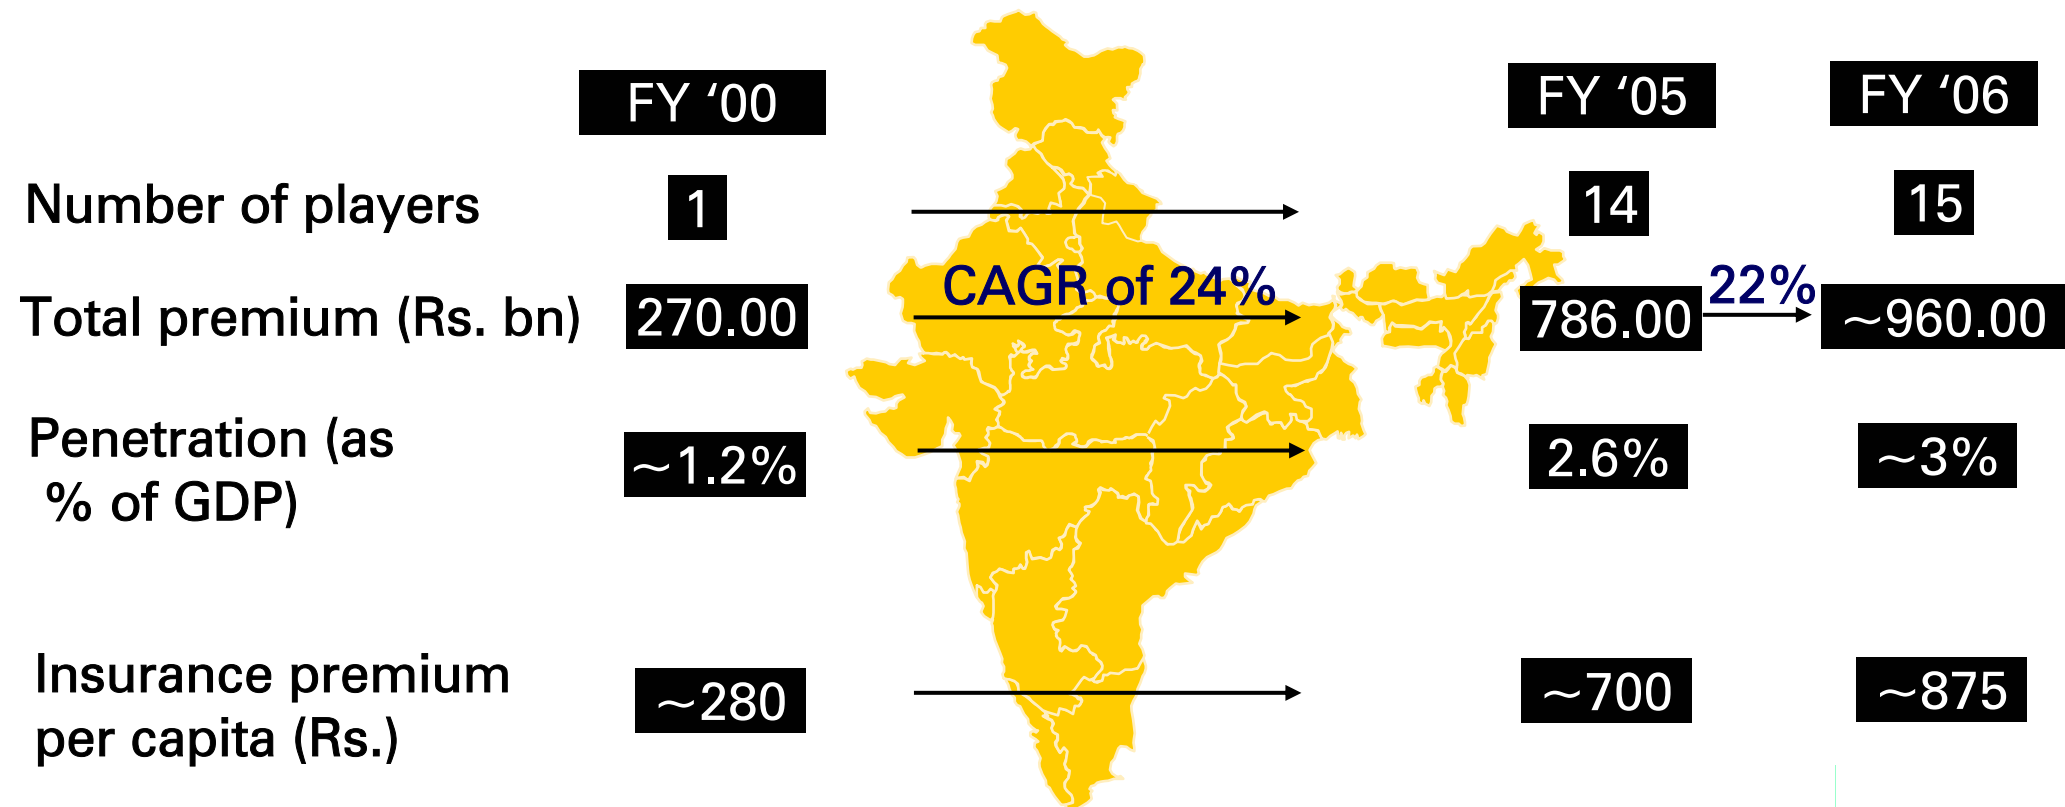 FY ‘00
FY ‘05
FY ‘06
Number of players
1
14
15
Total premium (Rs. bn)
270.00
CAGR of 24%
786.00
22%
~960.00
Penetration (as
% of GDP)
~1.2%
2.6%
~3%
Insurance premium
per capita (Rs.)
~280
~700
~875